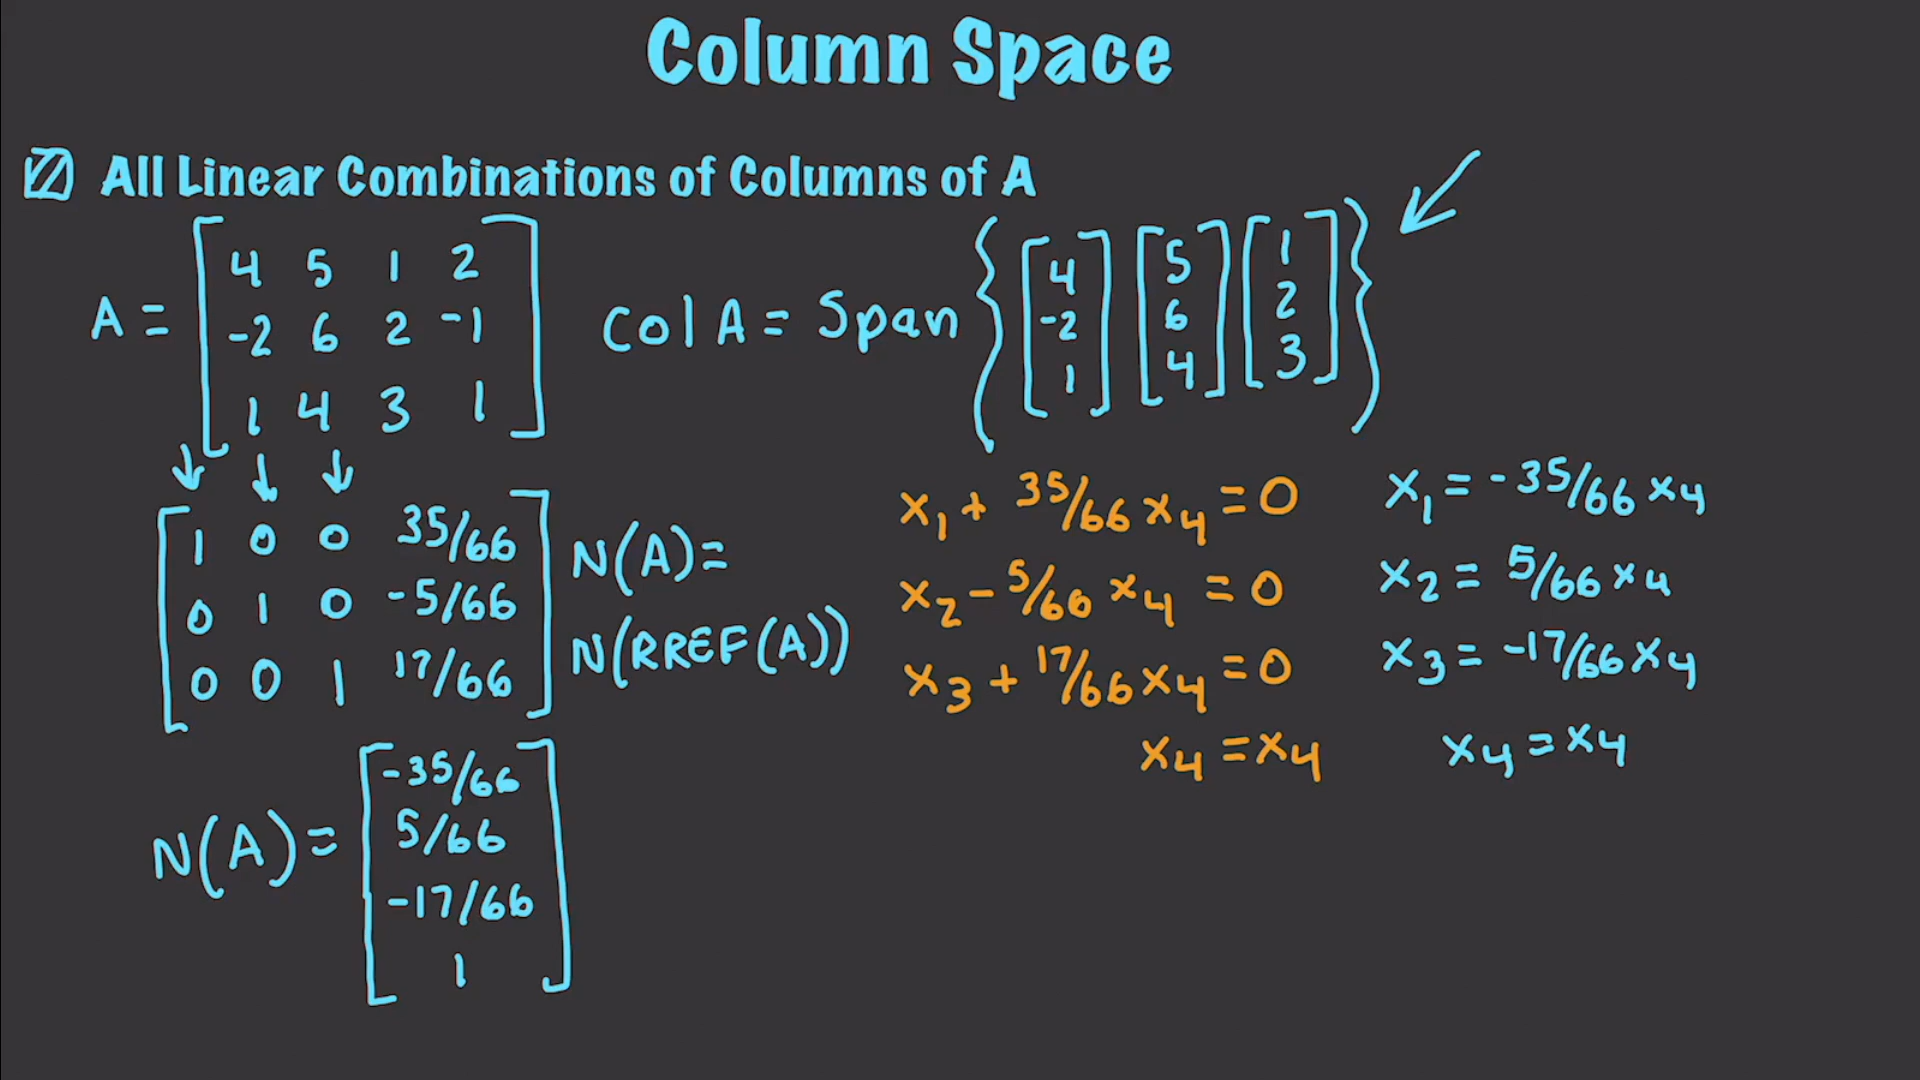 Column Space
All Linear Combinations of Columns of A
A = [ 4 5 1 2
-2 6 2 -1
1 4 3 1 ]
Col A = Span { [ 4 -2 1 ] [ 5 6 4 ] [ 1 2 3 ] }
[ 1 0 0 35/66
0 1 0 -5/66
0 0 1 17/66 ]
N(A) =
N(RREF(A))
x₁ + 35/66 x₄ = 0
x₂ - 5/66 x₄ = 0
x₃ + 17/66 x₄ = 0
x₄ = x₄
x₁ = -35/66 x₄
x₂ = 5/66 x₄
x₃ = -17/66 x₄
x₄ = x₄
N(A) = [ -35/66
5/66
-17/66
1 ]